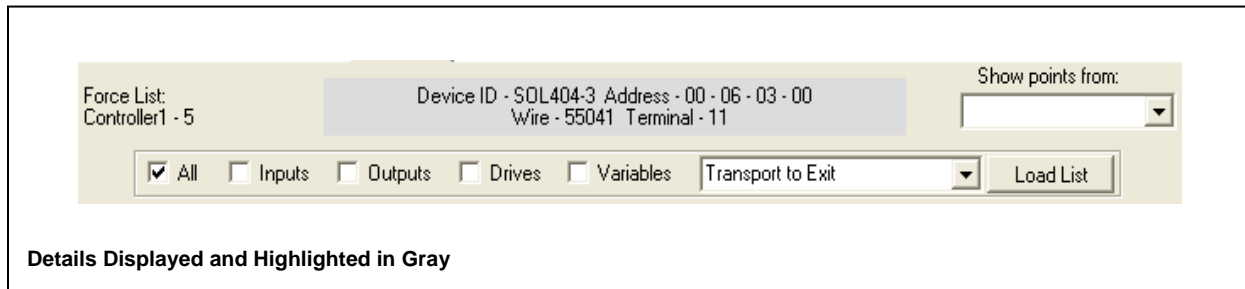 Force List:
Controller1 - 5
Device ID - SOL404-3 Address - 00 - 06 - 03 - 00
Wire - 55041 Terminal - 11
Show points from:
All Inputs Outputs Drives Variables Transport to Exit Load List
Details Displayed and Highlighted in Gray